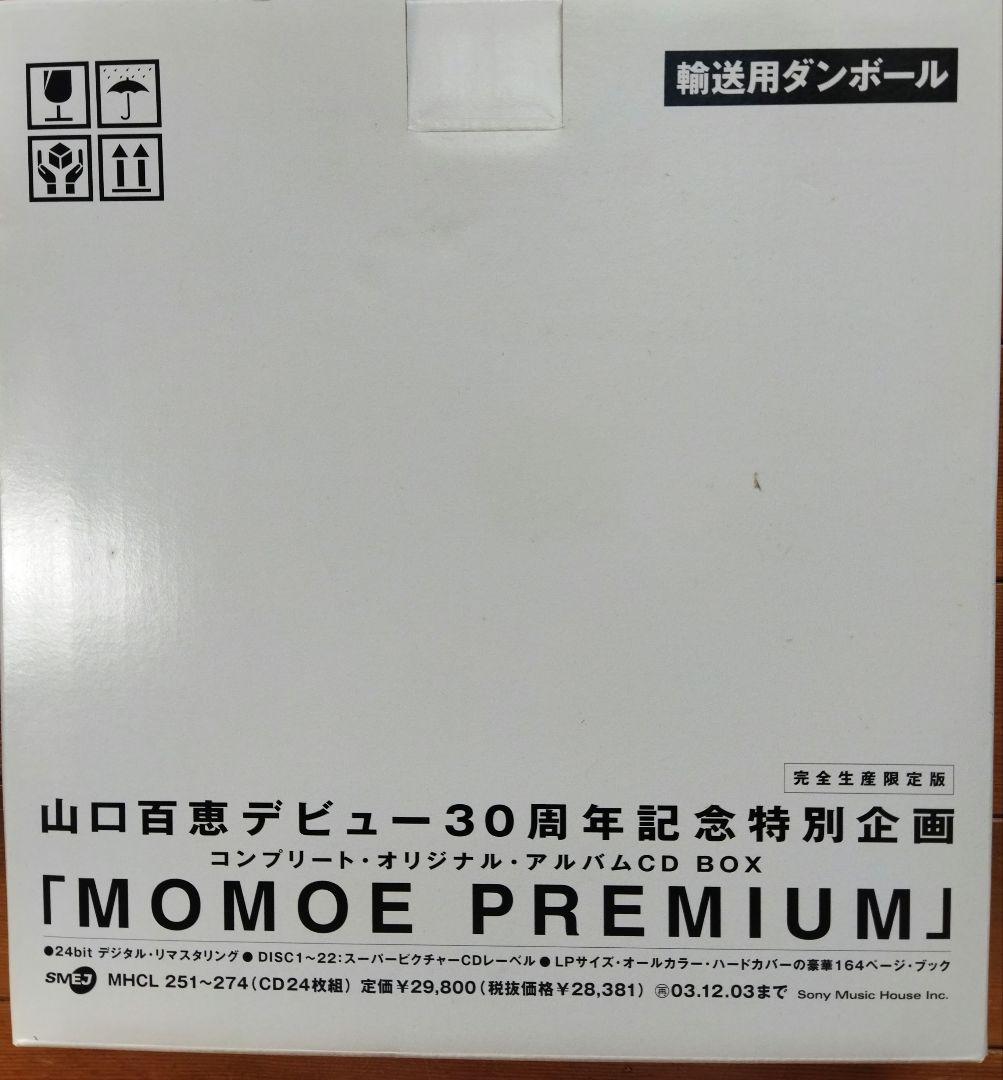 輸送用ダンボール
完全生産限定版
山口百恵デビュー30周年記念特別企画
コンプリート・オリジナル・アルバムCD BOX
「MOMOE PREMIUM」
●24bit デジタル・リマスタリング● DISC1〜22:スーパーピクチャーCDレーベル● LPサイズ・オールカラー・ハードカバーの豪華164ページ・ブック
SMEJ MHCL 251〜274(CD24枚組) 定価¥29,800(税抜価格¥28,381) ㊢03.12.03まで Sony Music House Inc.